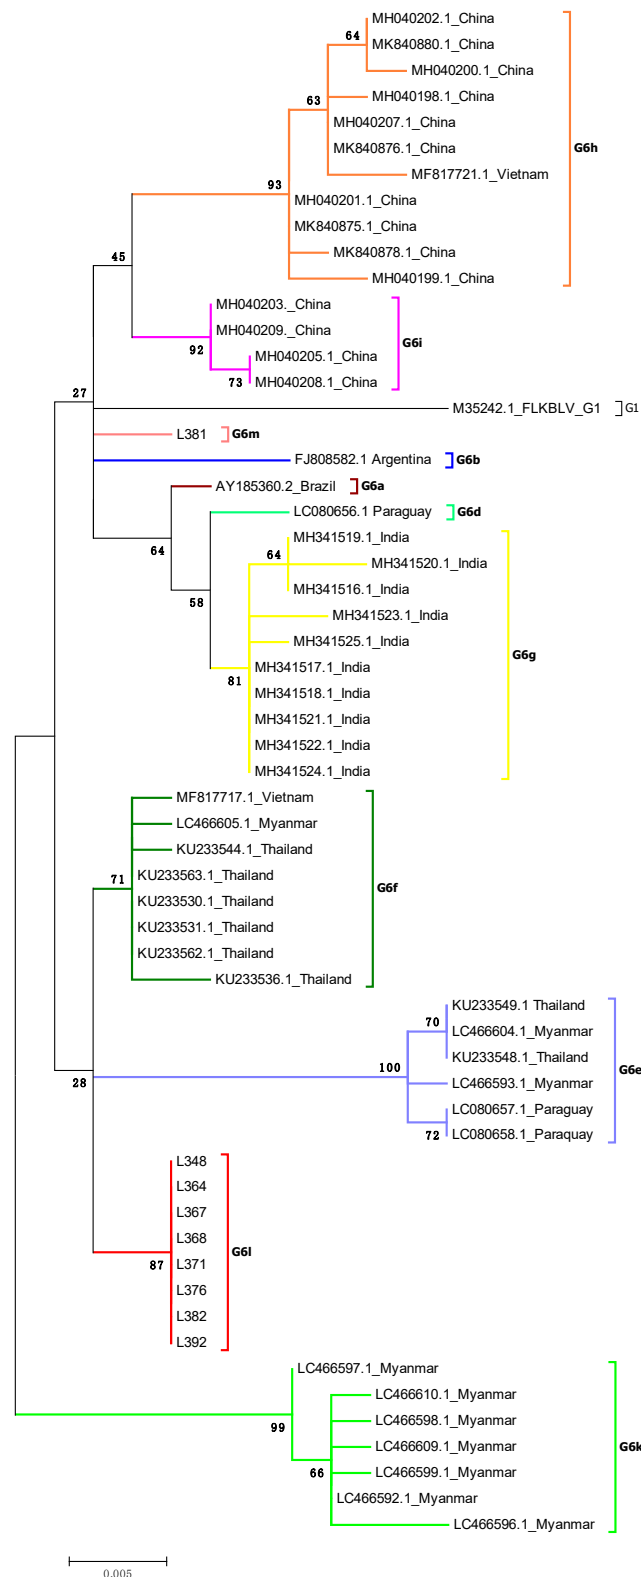 MH040202.1_China
64
MK840880.1_China
MH040200.1_China
MH040198.1_China
63
MH040207.1_China
MK840876.1_China
G6h
MF817721.1_Vietnam
93
MH040201.1_China
MK840875.1_China
MK840878.1_China
45
MH040199.1_China
MH040203._China
MH040209._China
G6i
92
MH040205.1_China
73
MH040208.1_China
27
M35242.1_FLKBLV_G1
G1
L381
G6m
FJ808582.1 Argentina
G6b
AY185360.2_Brazil
G6a
LC080656.1 Paraguay
G6d
MH341519.1_India
64
64
MH341520.1_India
MH341516.1_India
58
MH341523.1_India
MH341525.1_India
G6g
MH341517.1_India
81
MH341518.1_India
MH341521.1_India
MH341522.1_India
MH341524.1_India
MF817717.1_Vietnam
LC466605.1_Myanmar
KU233544.1_Thailand
71
KU233563.1_Thailand
G6f
KU233530.1_Thailand
KU233531.1_Thailand
KU233562.1_Thailand
KU233536.1_Thailand
KU233549.1 Thailand
70
LC466604.1_Myanmar
KU233548.1_Thailand
100
G6e
28
LC466593.1_Myanmar
LC080657.1_Paraguay
72
LC080658.1_Paraquay
L348
L364
L367
L368
G6l
87
L371
L376
L382
L392
LC466597.1_Myanmar
LC466610.1_Myanmar
99
LC466598.1_Myanmar
LC466609.1_Myanmar
G6k
66
LC466599.1_Myanmar
LC466592.1_Myanmar
LC466596.1_Myanmar
0.005